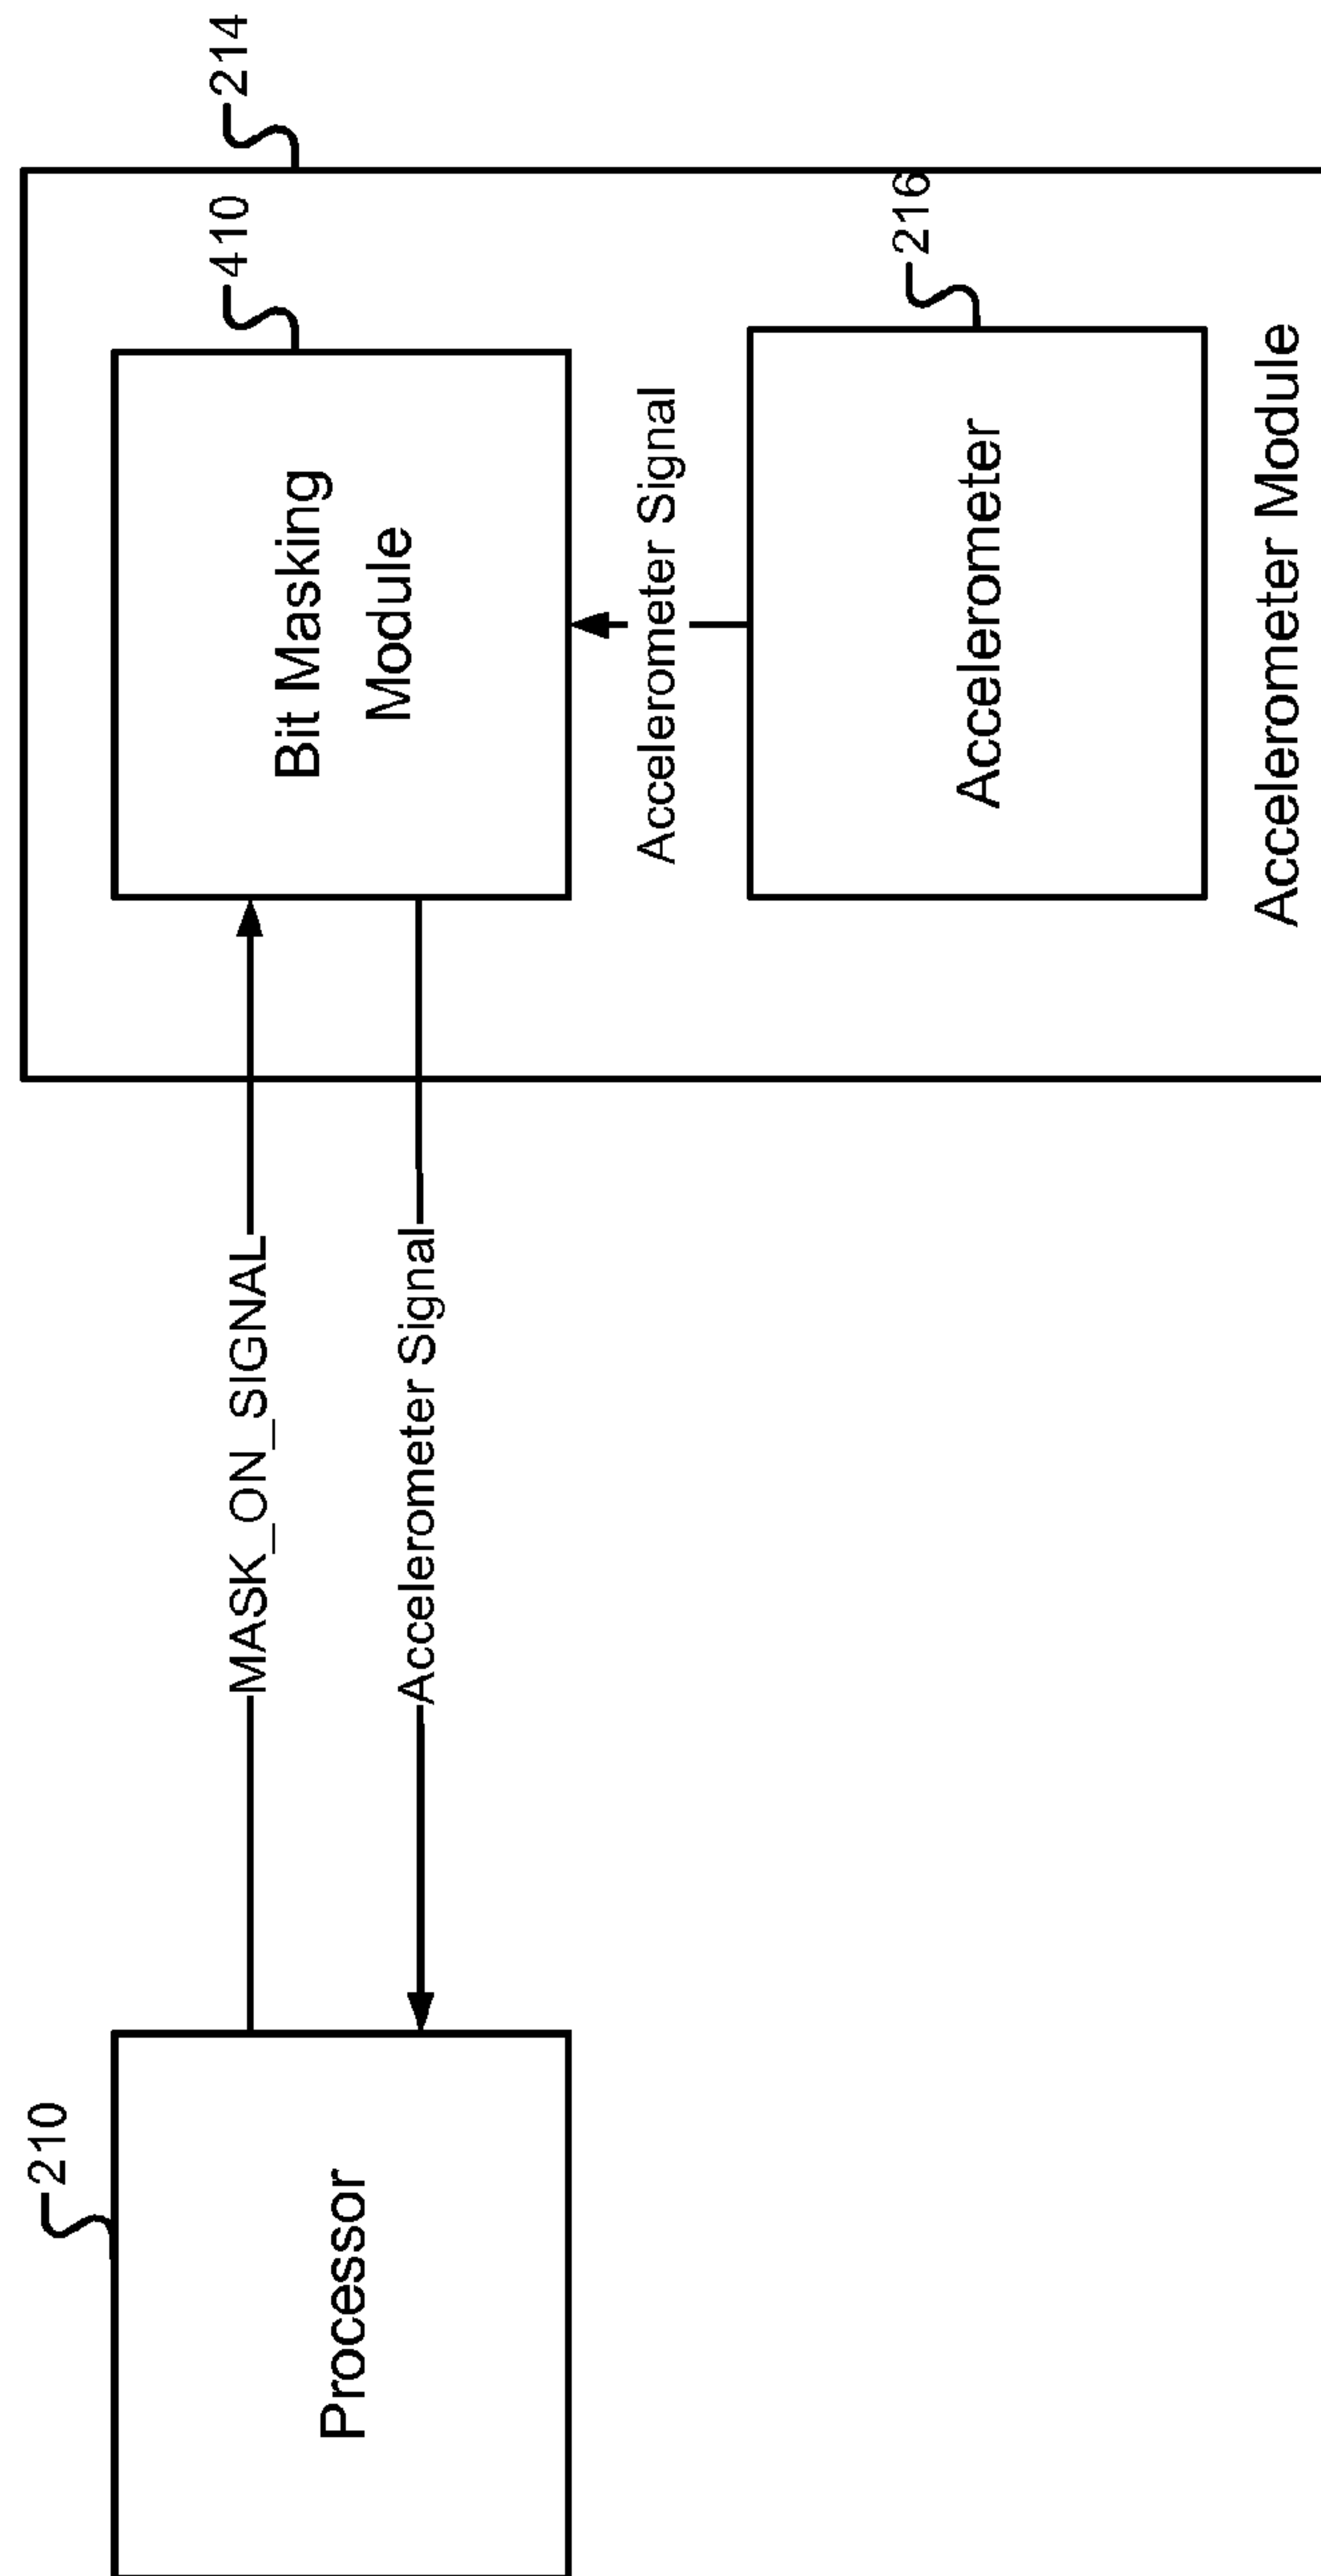 210
Processor
MASK_ON_SIGNAL
Accelerometer Signal
214
410
Bit Masking
Module
Accelerometer Signal
216
Accelerometer
Accelerometer Module